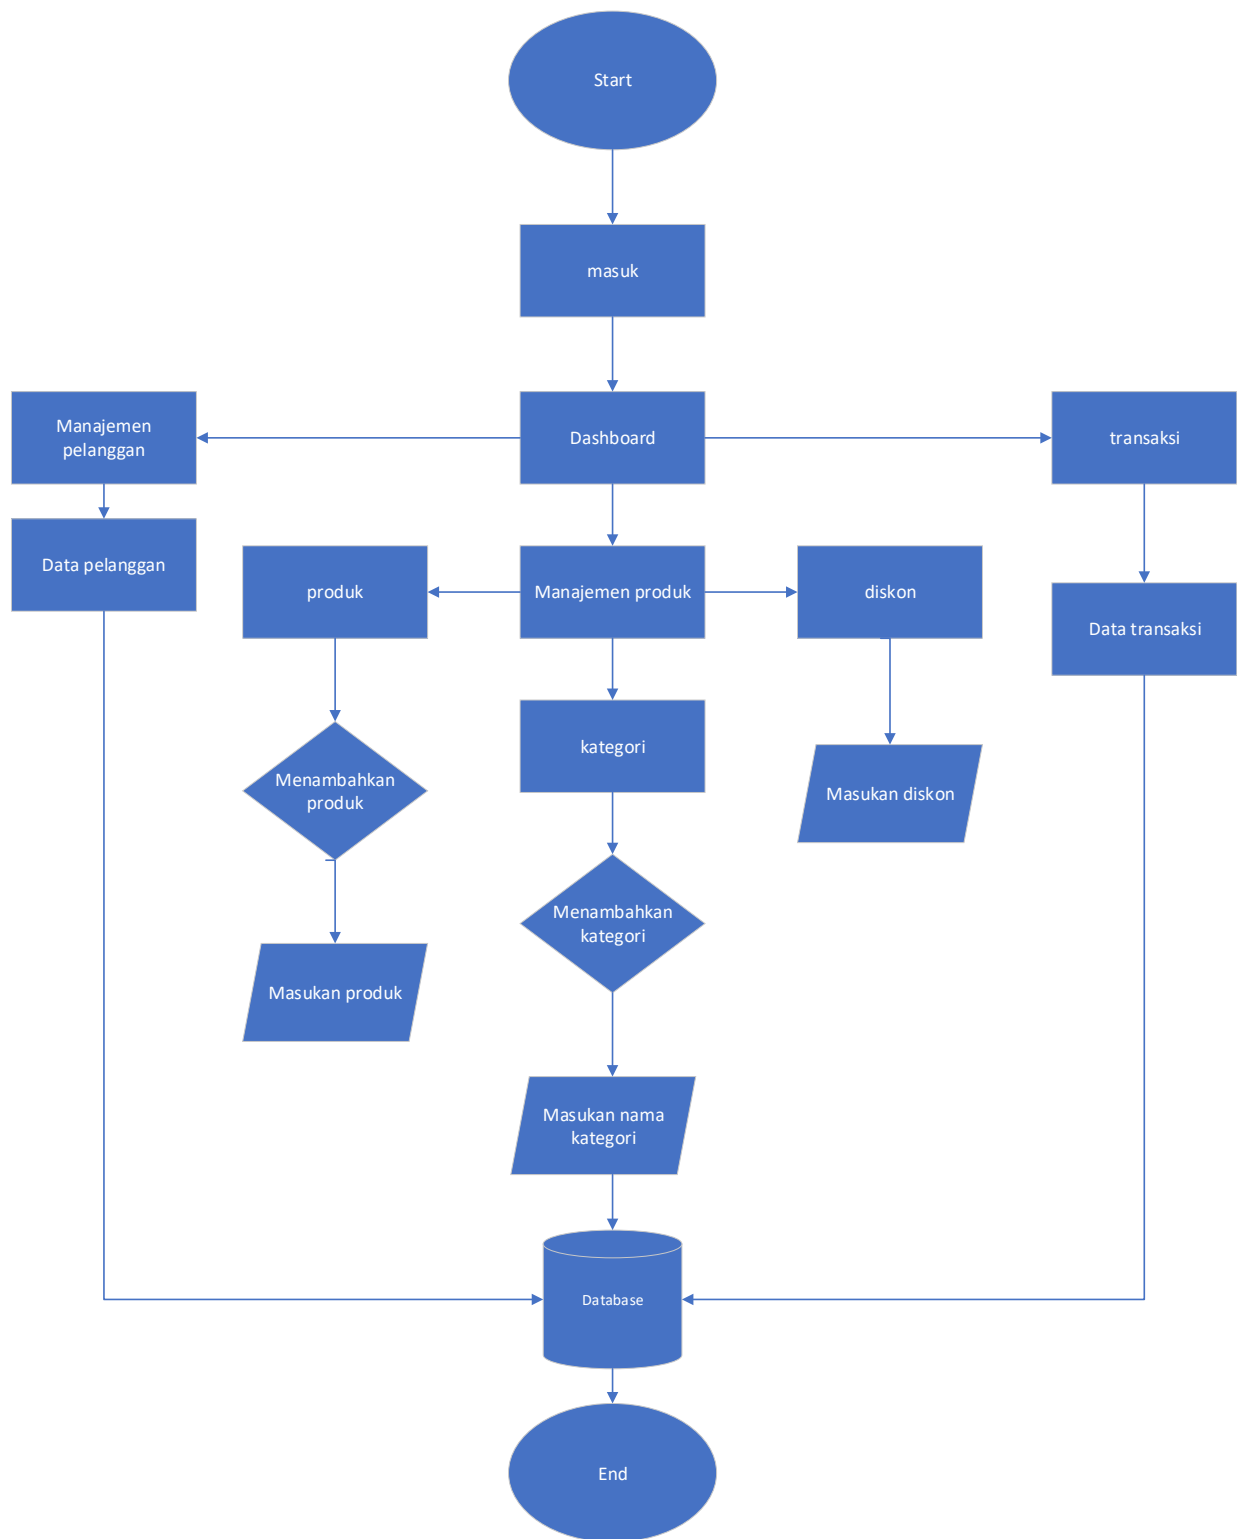 Start
masuk
Manajemen
pelanggan
Dashboard
transaksi
Data pelanggan
produk
Manajemen produk
diskon
Data transaksi
kategori
Menambahkan
produk
Masukan diskon
Menambahkan
kategori
Masukan produk
Masukan nama
kategori
Database
End